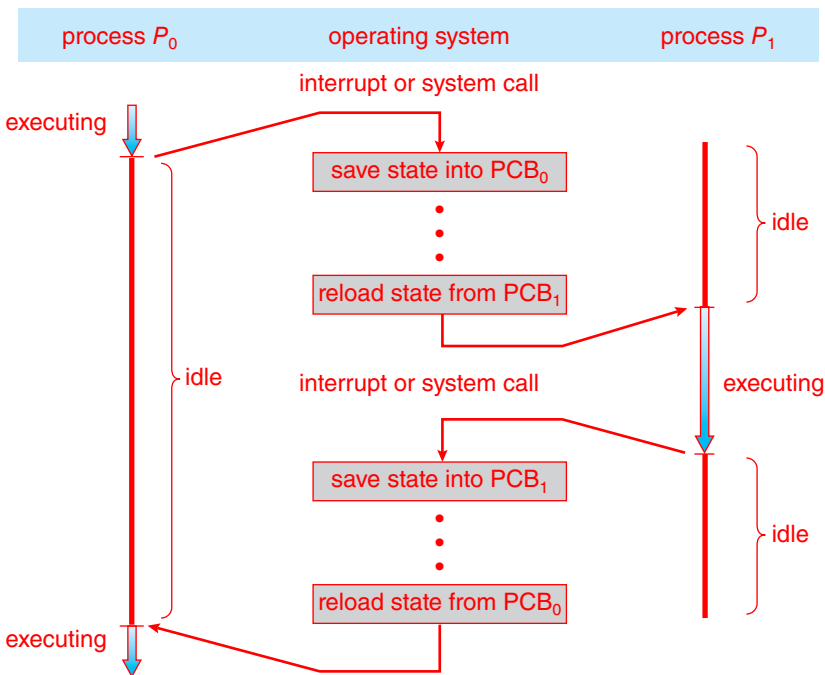 process P₀ operating system process P₁
interrupt or system call
executing
save state into PCB₀
idle
reload state from PCB₁
idle
interrupt or system call
executing
save state into PCB₁
idle
reload state from PCB₀
executing